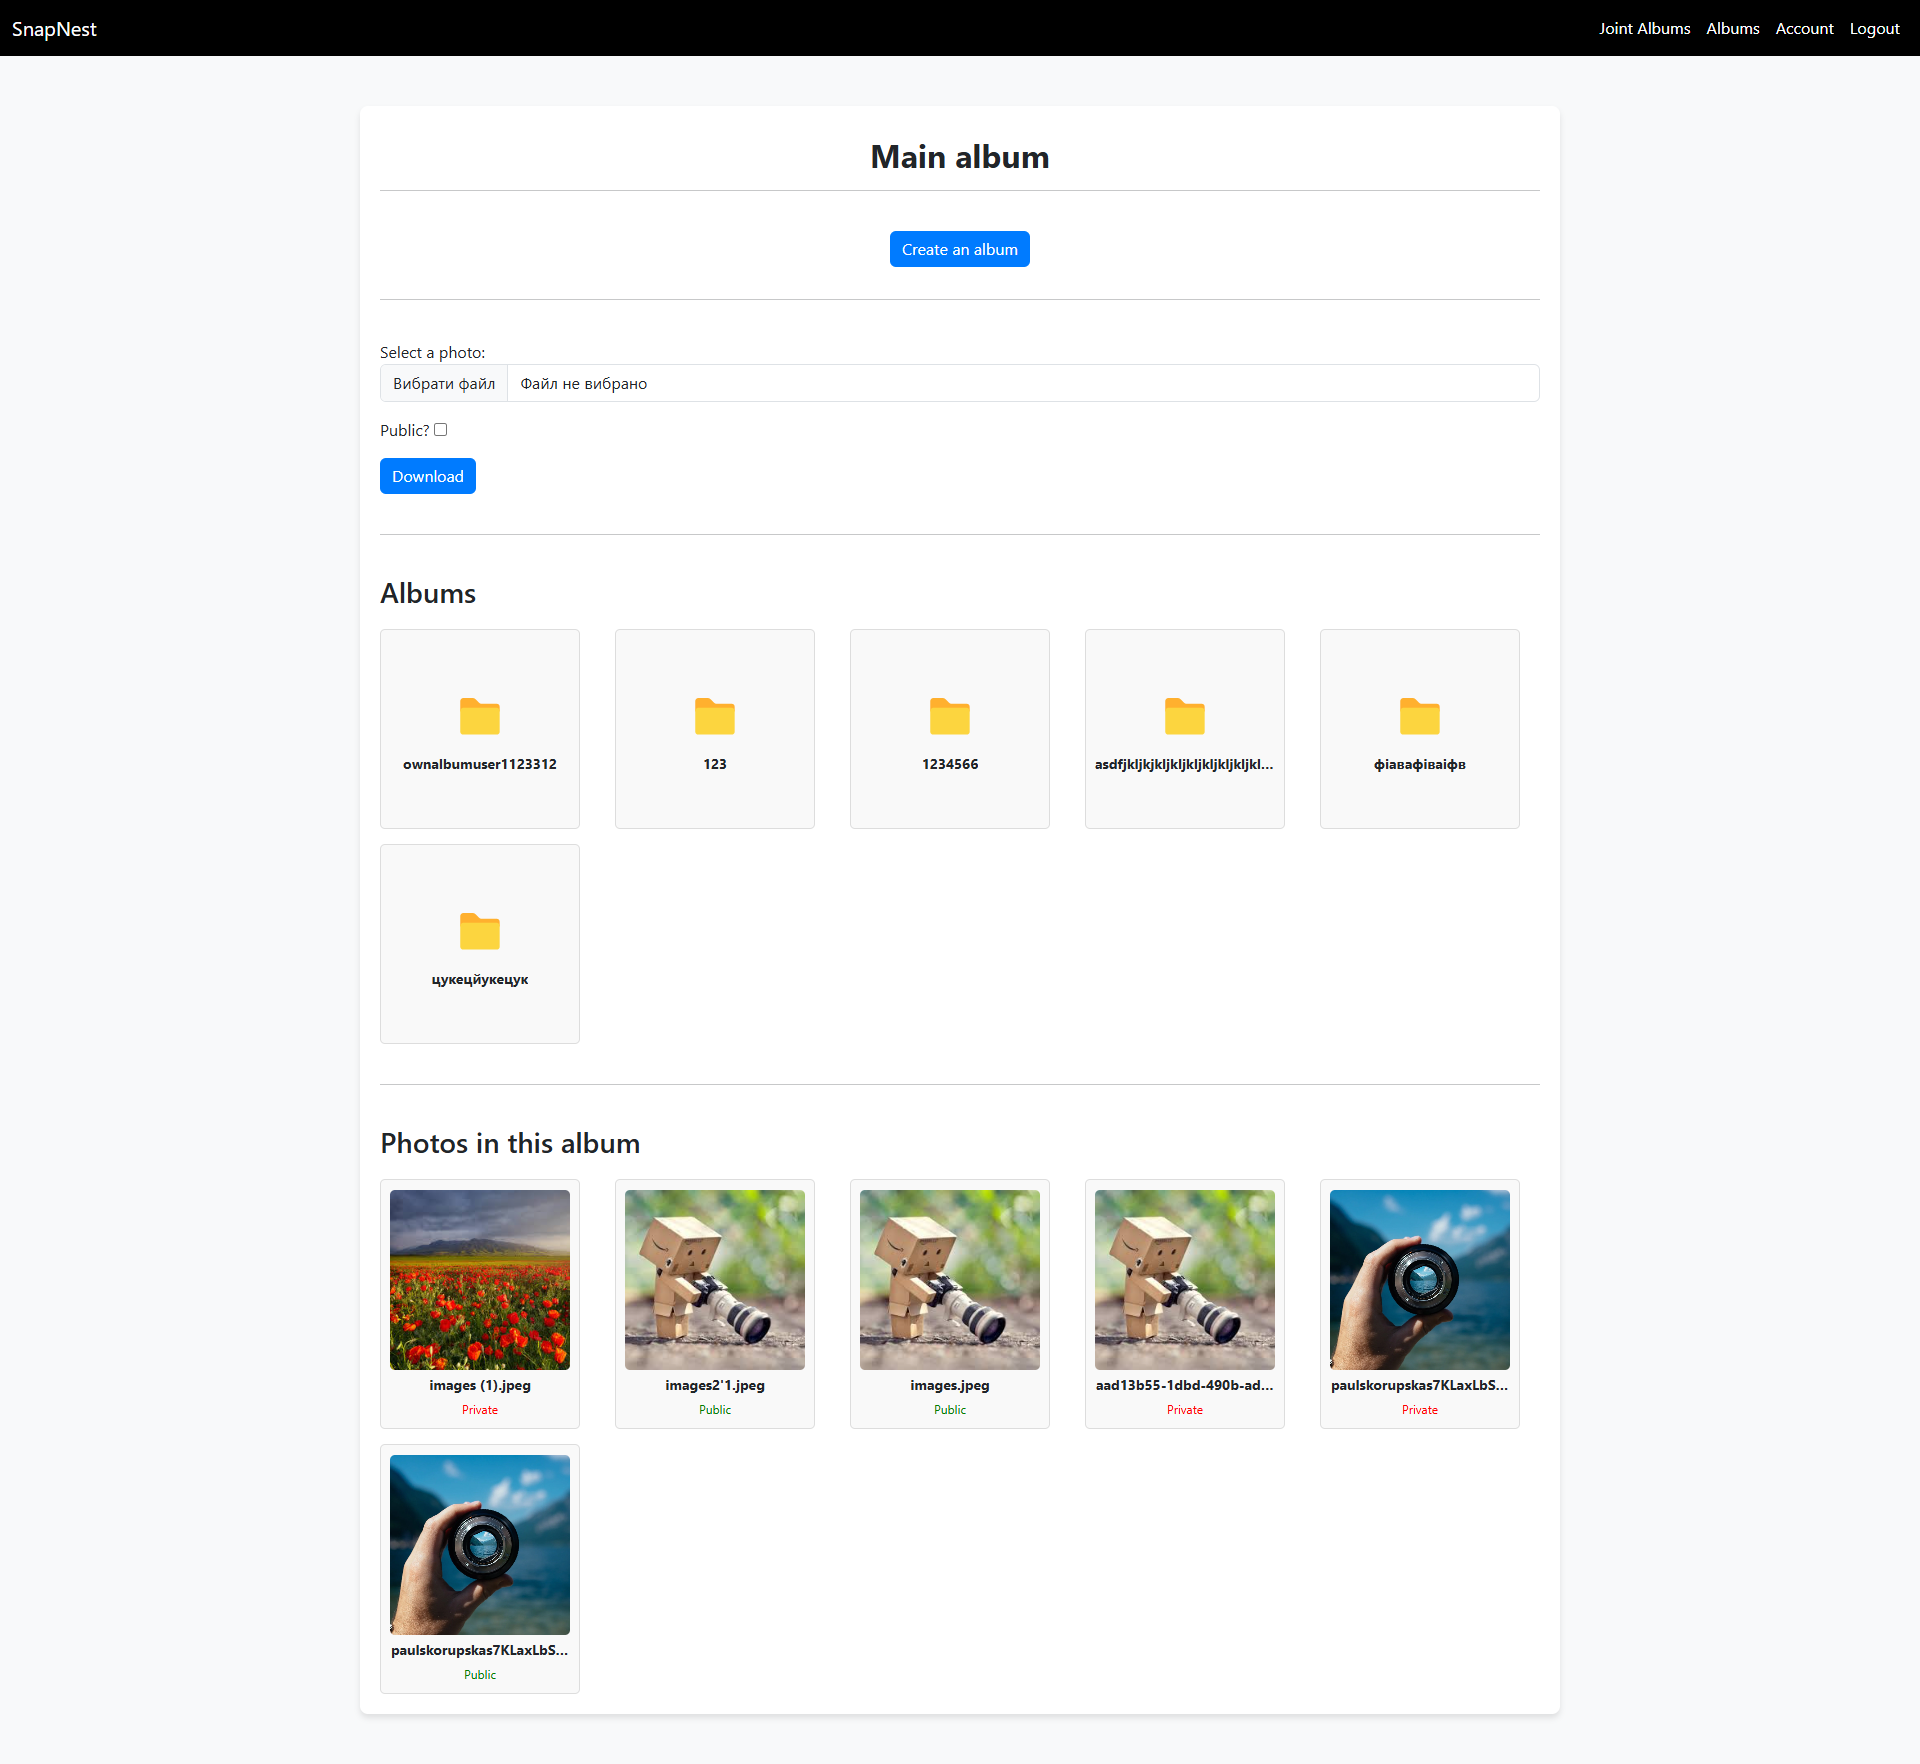 SnapNest
Joint Albums Albums Account Logout
Main album
Create an album
Select a photo:
Вибрати файл Файл не вибрано
Public?
Download
Albums
ownalbumuser1123312
123
1234566
asdfjkljkjkljkljkljkljkljkljkl...
фіавафіваіфв
цукецйукецук
Photos in this album
images (1).jpeg
Private
images2'1.jpeg
Public
images.jpeg
Public
aad13b55-1dbd-490b-ad...
Private
paulskorupskas7KLaxLbS...
Private
paulskorupskas7KLaxLbS...
Public